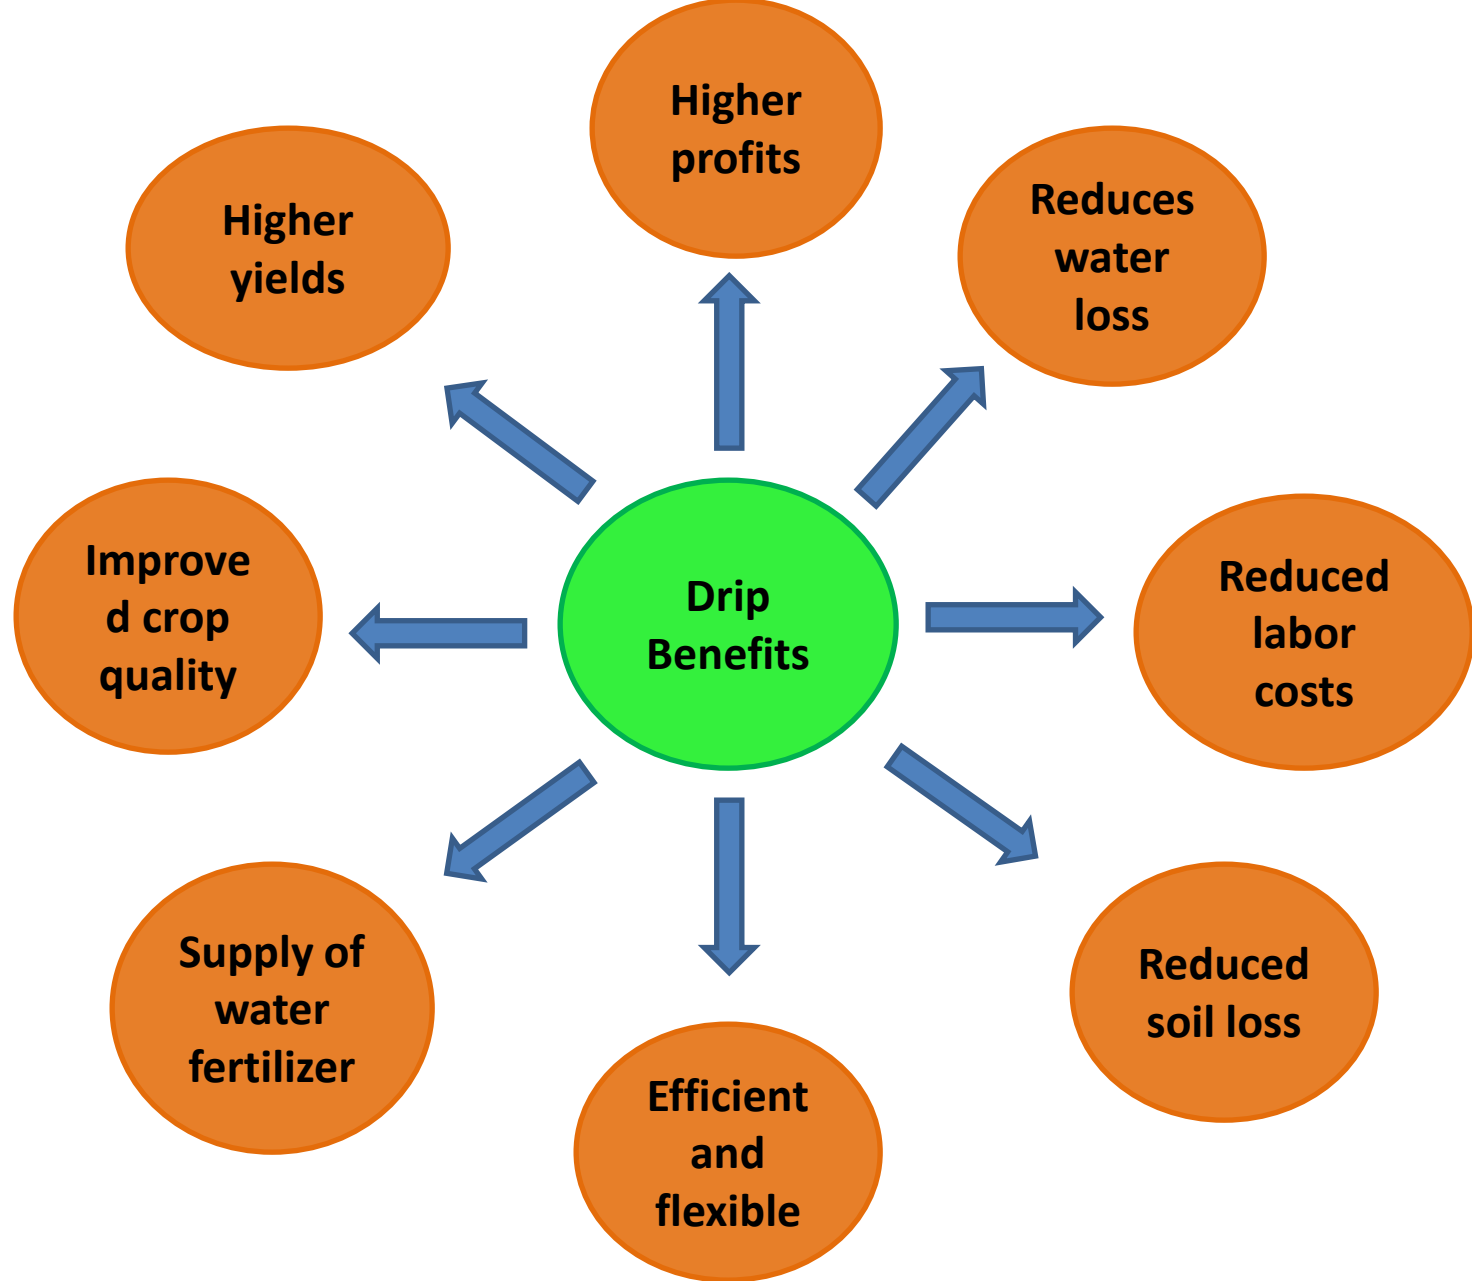 Higher
profits
Higher
yields
Reduces
water
loss
Improve
d crop
quality
Drip
Benefits
Reduced
labor
costs
Supply of
water
fertilizer
Reduced
soil loss
Efficient
and
flexible